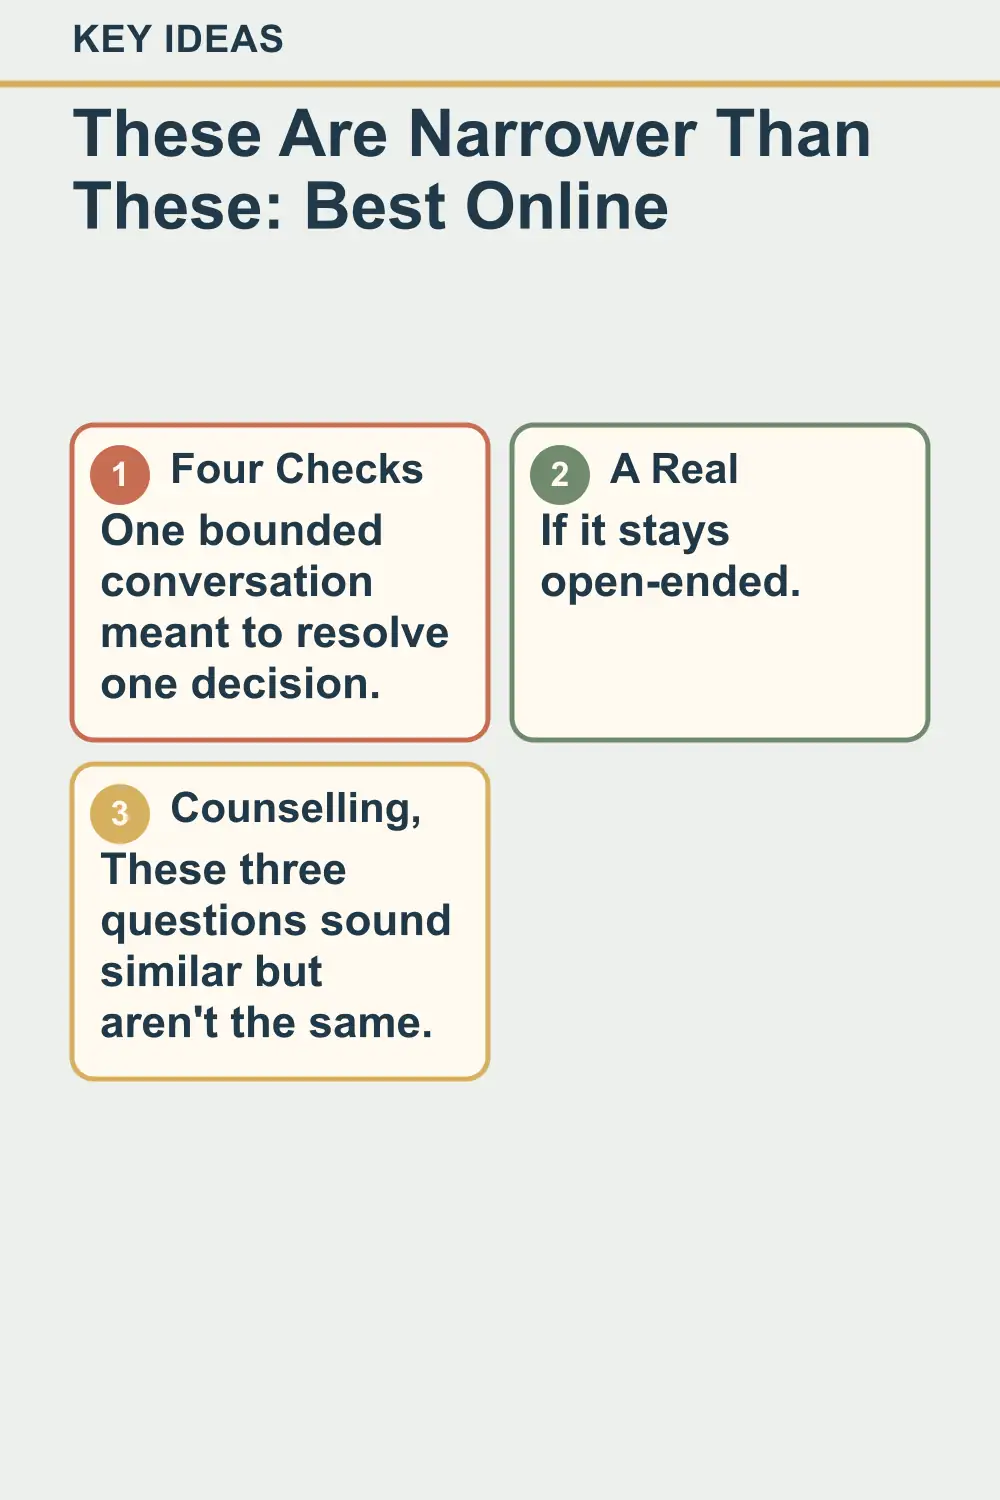 KEY IDEAS
These Are Narrower Than
These: Best Online
1 Four Checks
One bounded
conversation
meant to resolve
one decision.
2 A Real
If it stays
open-ended.
3 Counselling,
These three
questions sound
similar but
aren't the same.